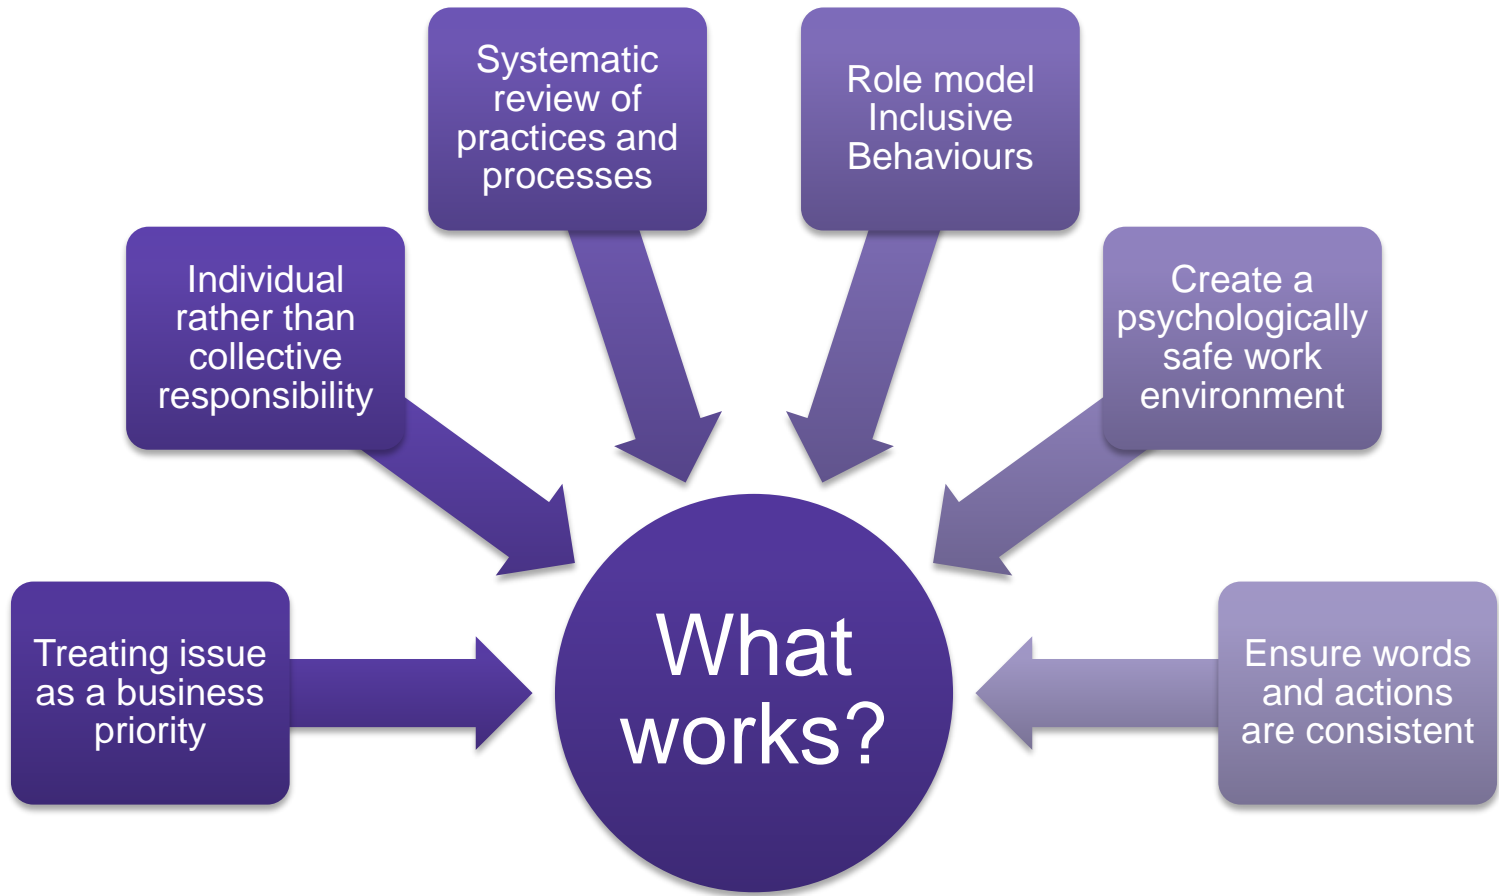 Systematic
review of
practices and
processes
Role model
Inclusive
Behaviours
Individual
rather than
collective
responsibility
Create a
psychologically
safe work
environment
Treating issue
as a business
priority
What
works?
Ensure words
and actions
are consistent